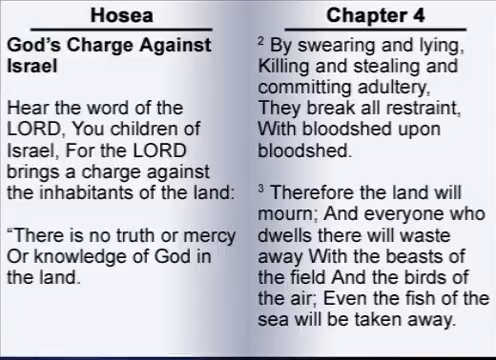 Hosea
God’s Charge Against
Israel
Hear the word of the
LORD, You children of
Israel, For the LORD
brings a charge against
the inhabitants of the land:
“There is no truth or mercy
Or knowledge of God in
the land.
Chapter 4
2 By swearing and lying,
Killing and stealing and
committing adultery,
They break all restraint,
With bloodshed upon
bloodshed.
3 Therefore the land will
mourn; And everyone who
dwells there will waste
away With the beasts of
the field And the birds of
the air; Even the fish of the
sea will be taken away.